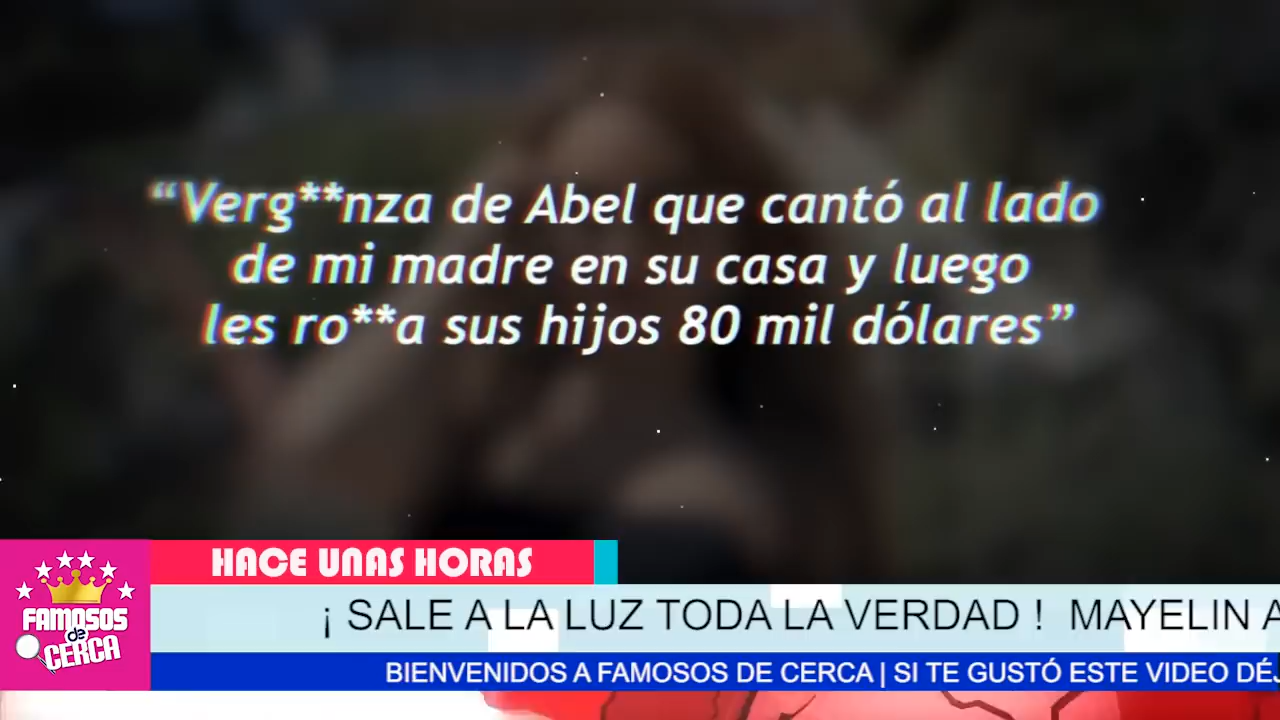 “Verg**nza de Abel que cantó al lado
de mi madre en su casa y luego
les ro**a sus hijos 80 mil dólares”
HACE UNAS HORAS
FAMOSOS
de
CERCA
¡ SALE A LA LUZ TODA LA VERDAD ! MAYELIN A
BIENVENIDOS A FAMOSOS DE CERCA | SI TE GUSTÓ ESTE VIDEO DÉJ